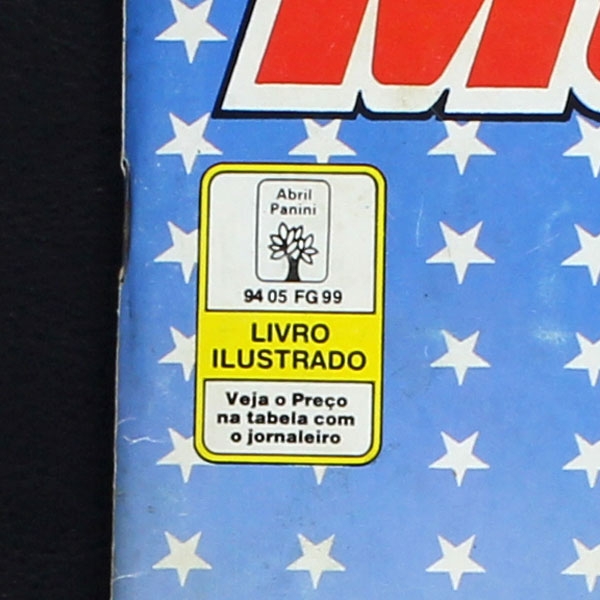 Abril
Panini
94 05 FG 99
LIVRO
ILUSTRADO
Veja o Preço
na tabela com
o jornaleiro